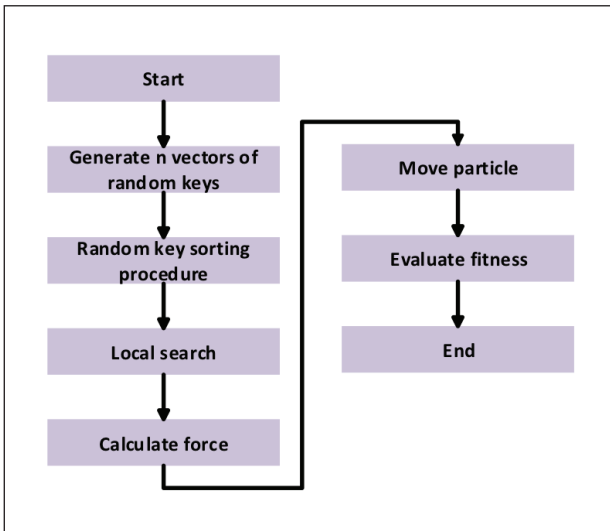 Start
Generate n vectors of
random keys
Random key sorting
procedure
Local search
Calculate force
Move particle
Evaluate fitness
End